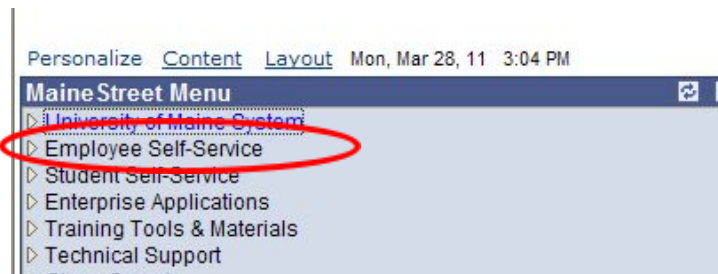 Personalize Content Layout Mon, Mar 28, 11 3:04 PM
MaineStreet Menu
University of Maine System
Employee Self-Service
Student Self-Service
Enterprise Applications
Training Tools & Materials
Technical Support